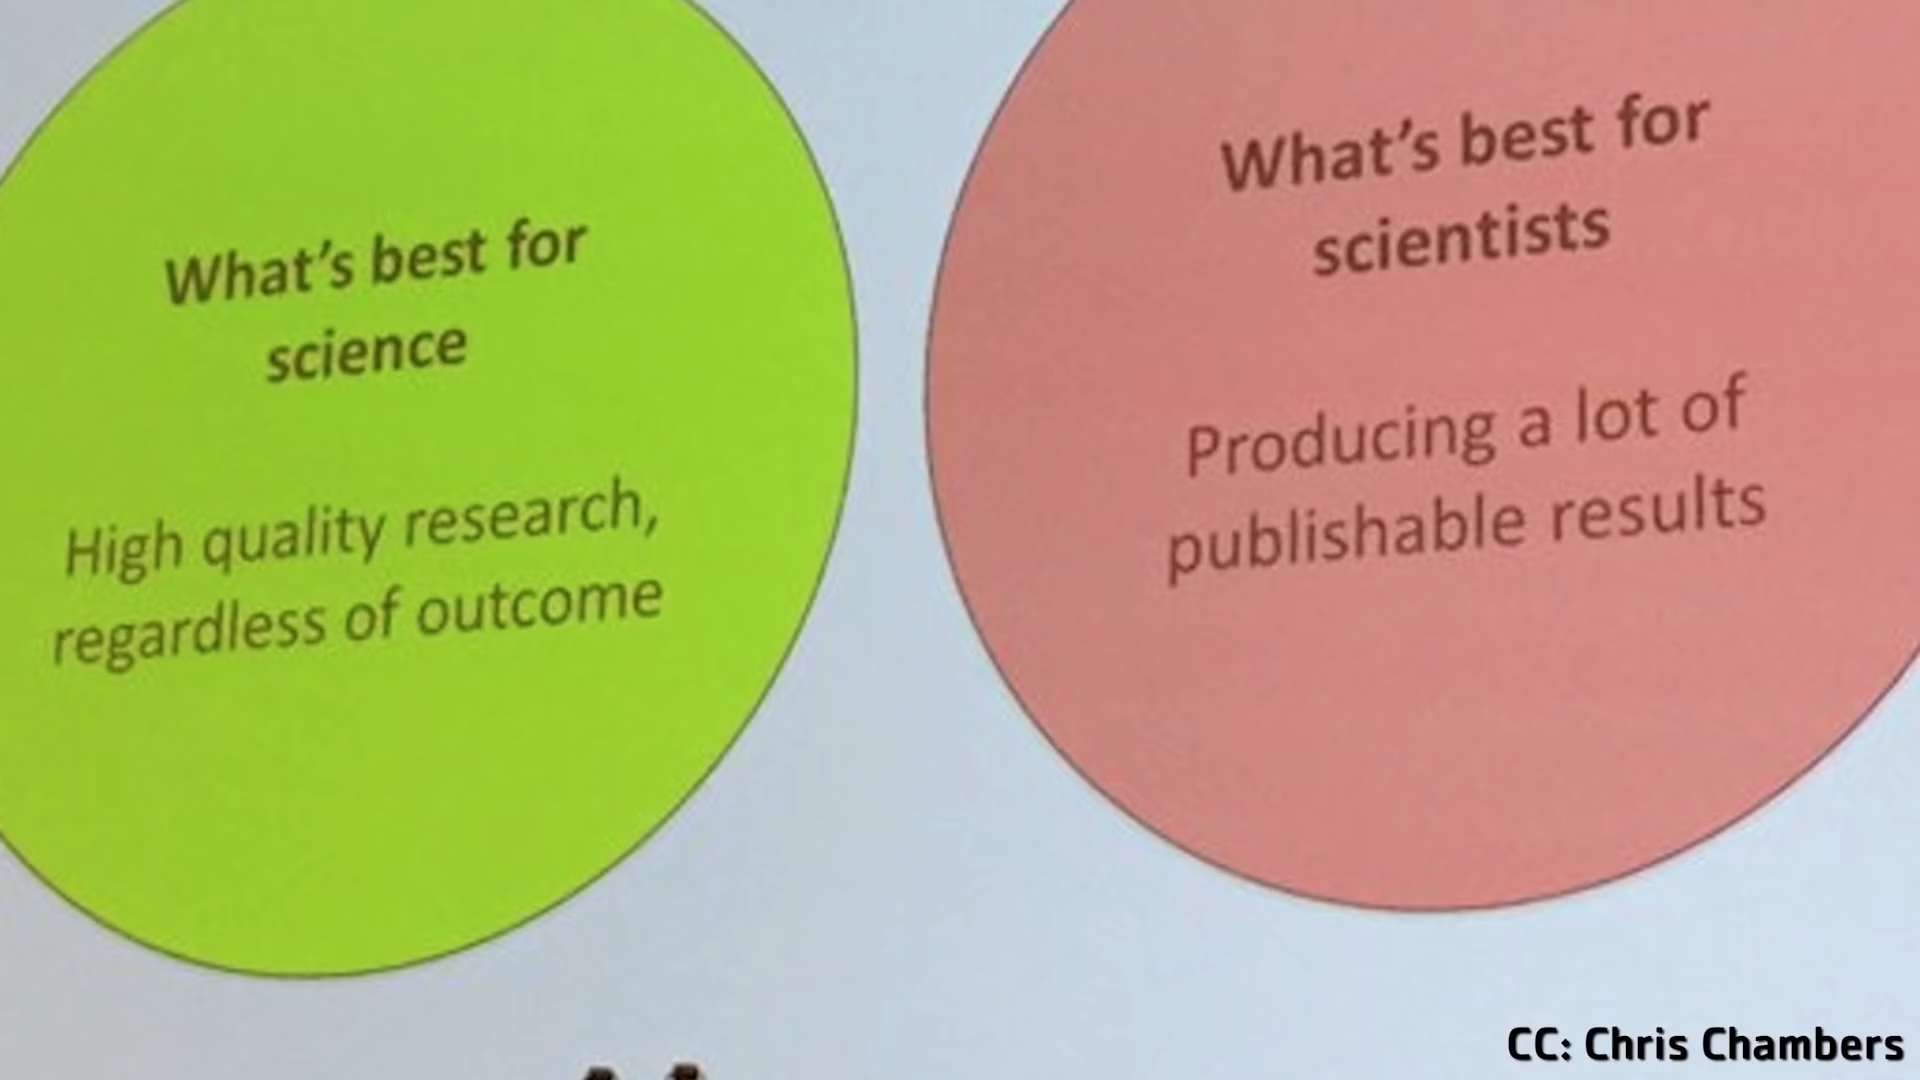 What's best for
science
High quality research,
regardless of outcome
What's best for
scientists
Producing a lot of
publishable results
CC: Chris Chambers